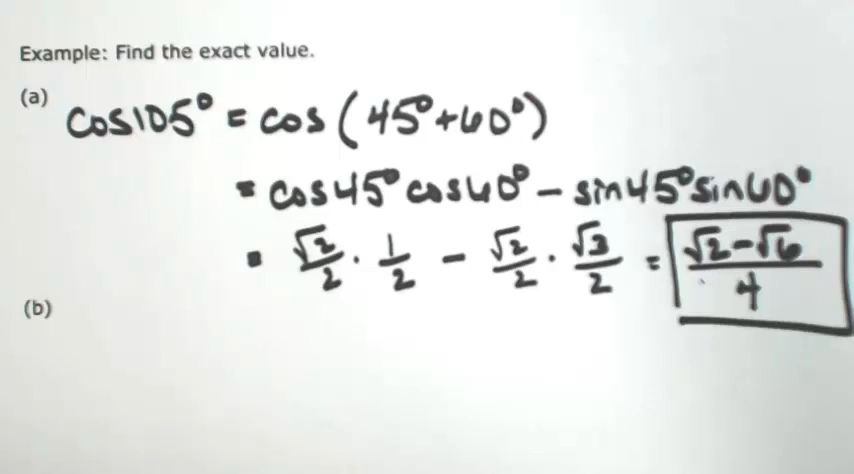 Example: Find the exact value.
(a) cos105° = cos(45°+60°)
= cos45°cos60° - sin45°sin60°
= √2/2 · 1/2 - √2/2 · √3/2 = (√2-√6)/4
(b)